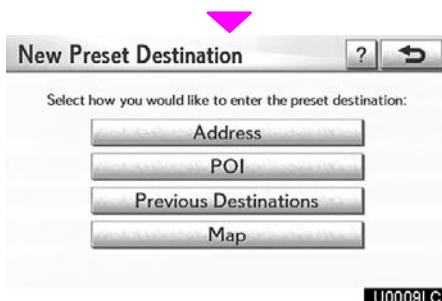 New Preset Destination ?
Select how you would like to enter the preset destination:
Address
POI
Previous Destinations
Map
U0009LC